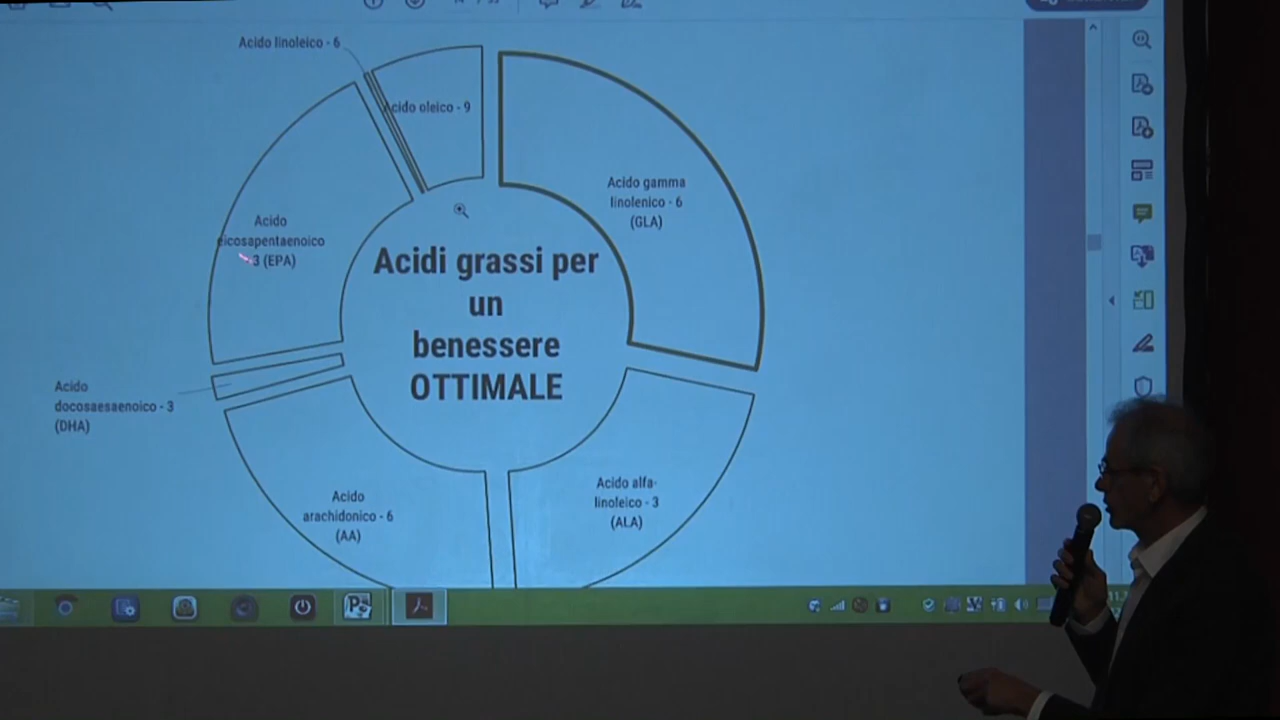 Acido linoleico - 6
Acido oleico - 9
Acido gamma
linolenico - 6
(GLA)
Acido
eicosapentaenoico
3 (EPA)
Acidi grassi per
un
benessere
OTTIMALE
Acido
docosaesaenoico - 3
(DHA)
Acido
arachidonico - 6
(AA)
Acido alfa-
linoleico - 3
(ALA)